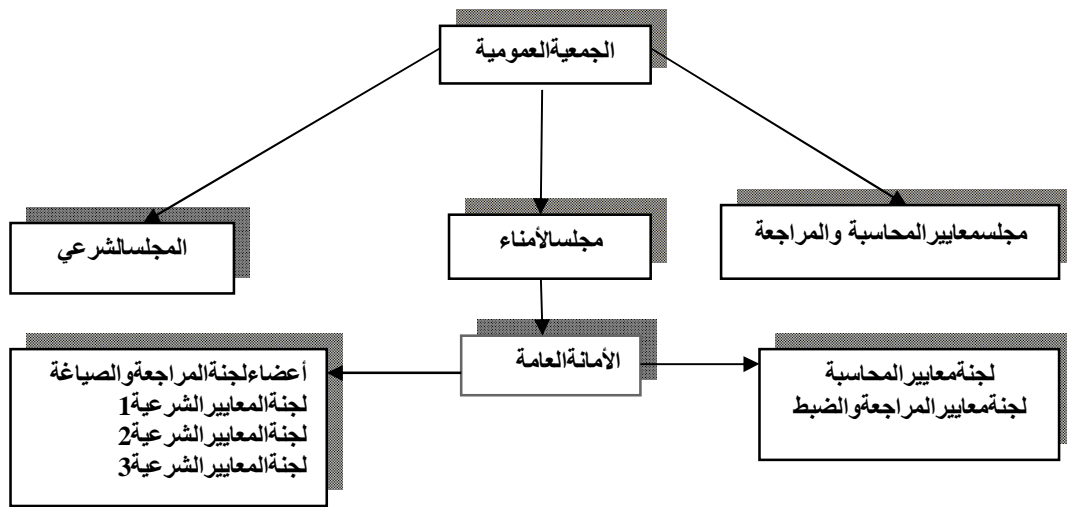 الجمعيةالعمومية
مجلسمعاييرالمحاسبة والمراجعة
مجلسالأمناء
المجلسالشرعي
الأمانةالعامة
لجنةمعاييرالمحاسبة
لجنةمعاييرالمراجعةوالضبط
أعضاءلجنةالمراجعةوالصياغة
لجنةالمعاييرالشرعية1
لجنةالمعاييرالشرعية2
لجنةالمعاييرالشرعية3